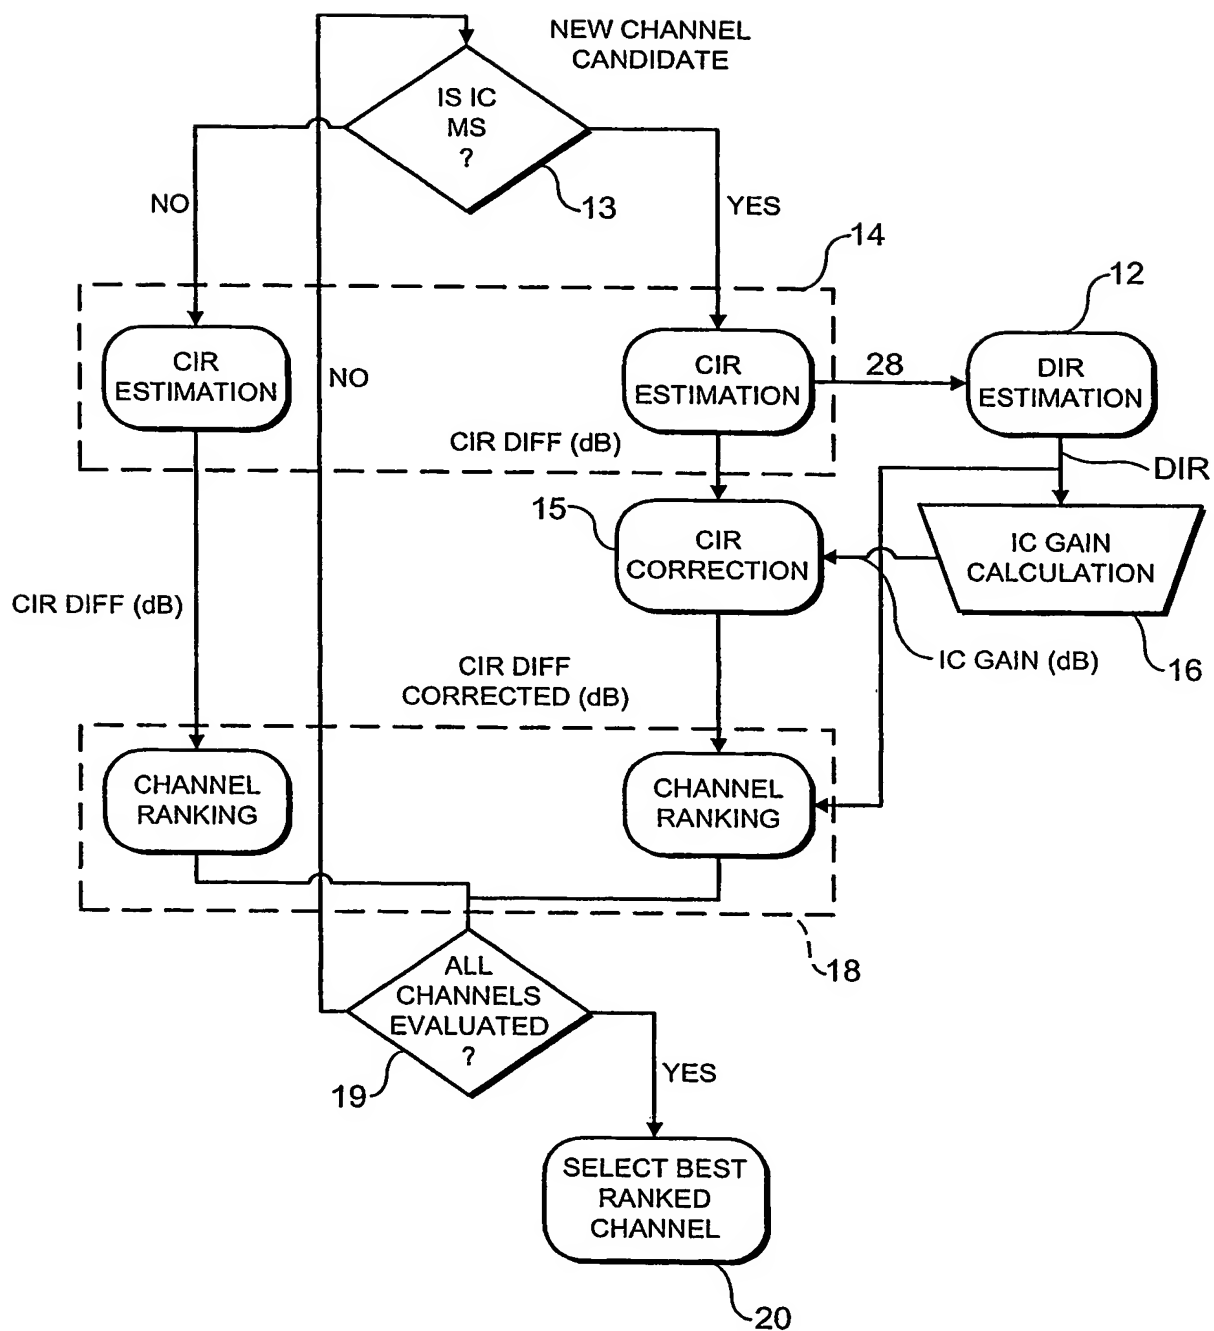 NEW CHANNEL
CANDIDATE
IS IC
MS
?
13
NO
YES
14
12
CIR
ESTIMATION
NO
CIR
ESTIMATION
28
DIR
ESTIMATION
CIR DIFF (dB)
DIR
15
CIR
CORRECTION
IC GAIN
CALCULATION
CIR DIFF (dB)
IC GAIN (dB)
16
CIR DIFF
CORRECTED (dB)
CHANNEL
RANKING
CHANNEL
RANKING
18
ALL
CHANNELS
EVALUATED
?
19
YES
SELECT BEST
RANKED
CHANNEL
20